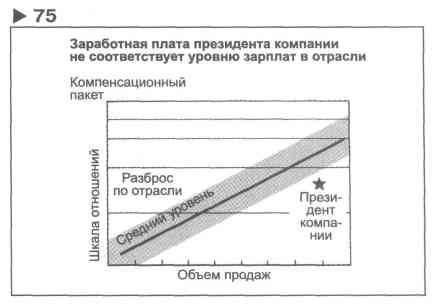 ▶ 75
Заработная плата президента компании
не соответствует уровню зарплат в отрасли
Компенсационный
пакет
Шкала отношений
Разброс
по отрасли
Средний уровень
Прези-
дент
компа-
нии
Объем продаж